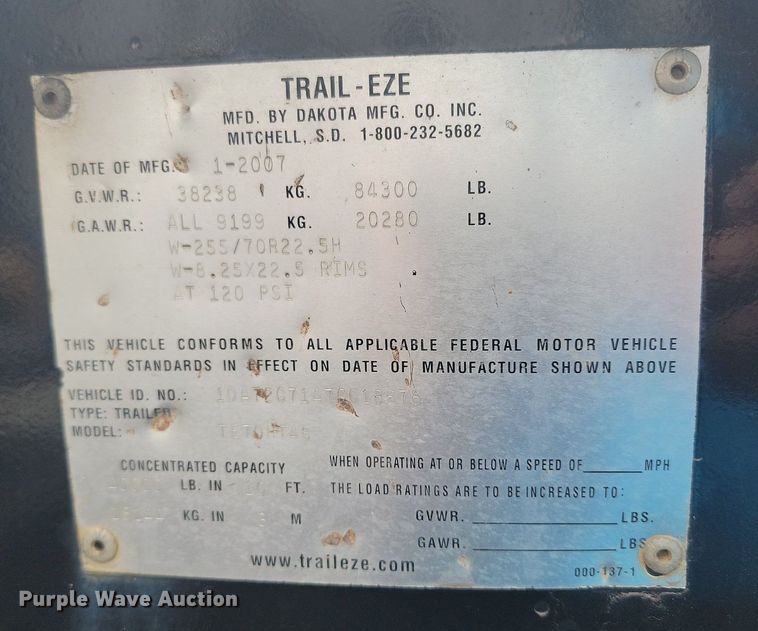 TRAIL-EZE
MFD. BY DAKOTA MFG. CO. INC.
MITCHELL, S.D. 1-800-232-5682
DATE OF MFG. 1-2007
G.V.W.R.: 38238 KG. 84300 LB.
G.A.W.R.: ALL 9199 KG. 20280 LB.
W-255/70R22.5H
W-8.25X22.5 RIMS
AT 120 PSI
THIS VEHICLE CONFORMS TO ALL APPLICABLE FEDERAL MOTOR VEHICLE
SAFETY STANDARDS IN EFFECT ON DATE OF MANUFACTURE SHOWN ABOVE
VEHICLE ID. NO.:
TYPE: TRAILER
MODEL:
CONCENTRATED CAPACITY
LB. IN FT.
KG. IN M
WHEN OPERATING AT OR BELOW A SPEED OF MPH
THE LOAD RATINGS ARE TO BE INCREASED TO:
GVWR. LBS.
GAWR. LBS
www.traileze.com
000-137-1
Purple Wave Auction